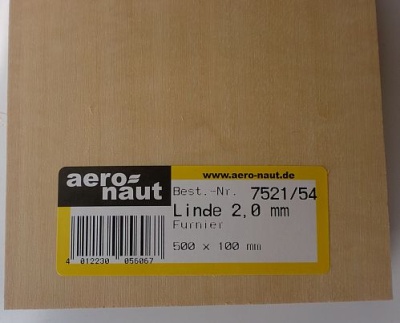 aero-
naut
www.aero-naut.de
Best.-Nr. 7521/54
Linde 2,0 mm
Furnier
500 x 100 mm
4 012230 056067